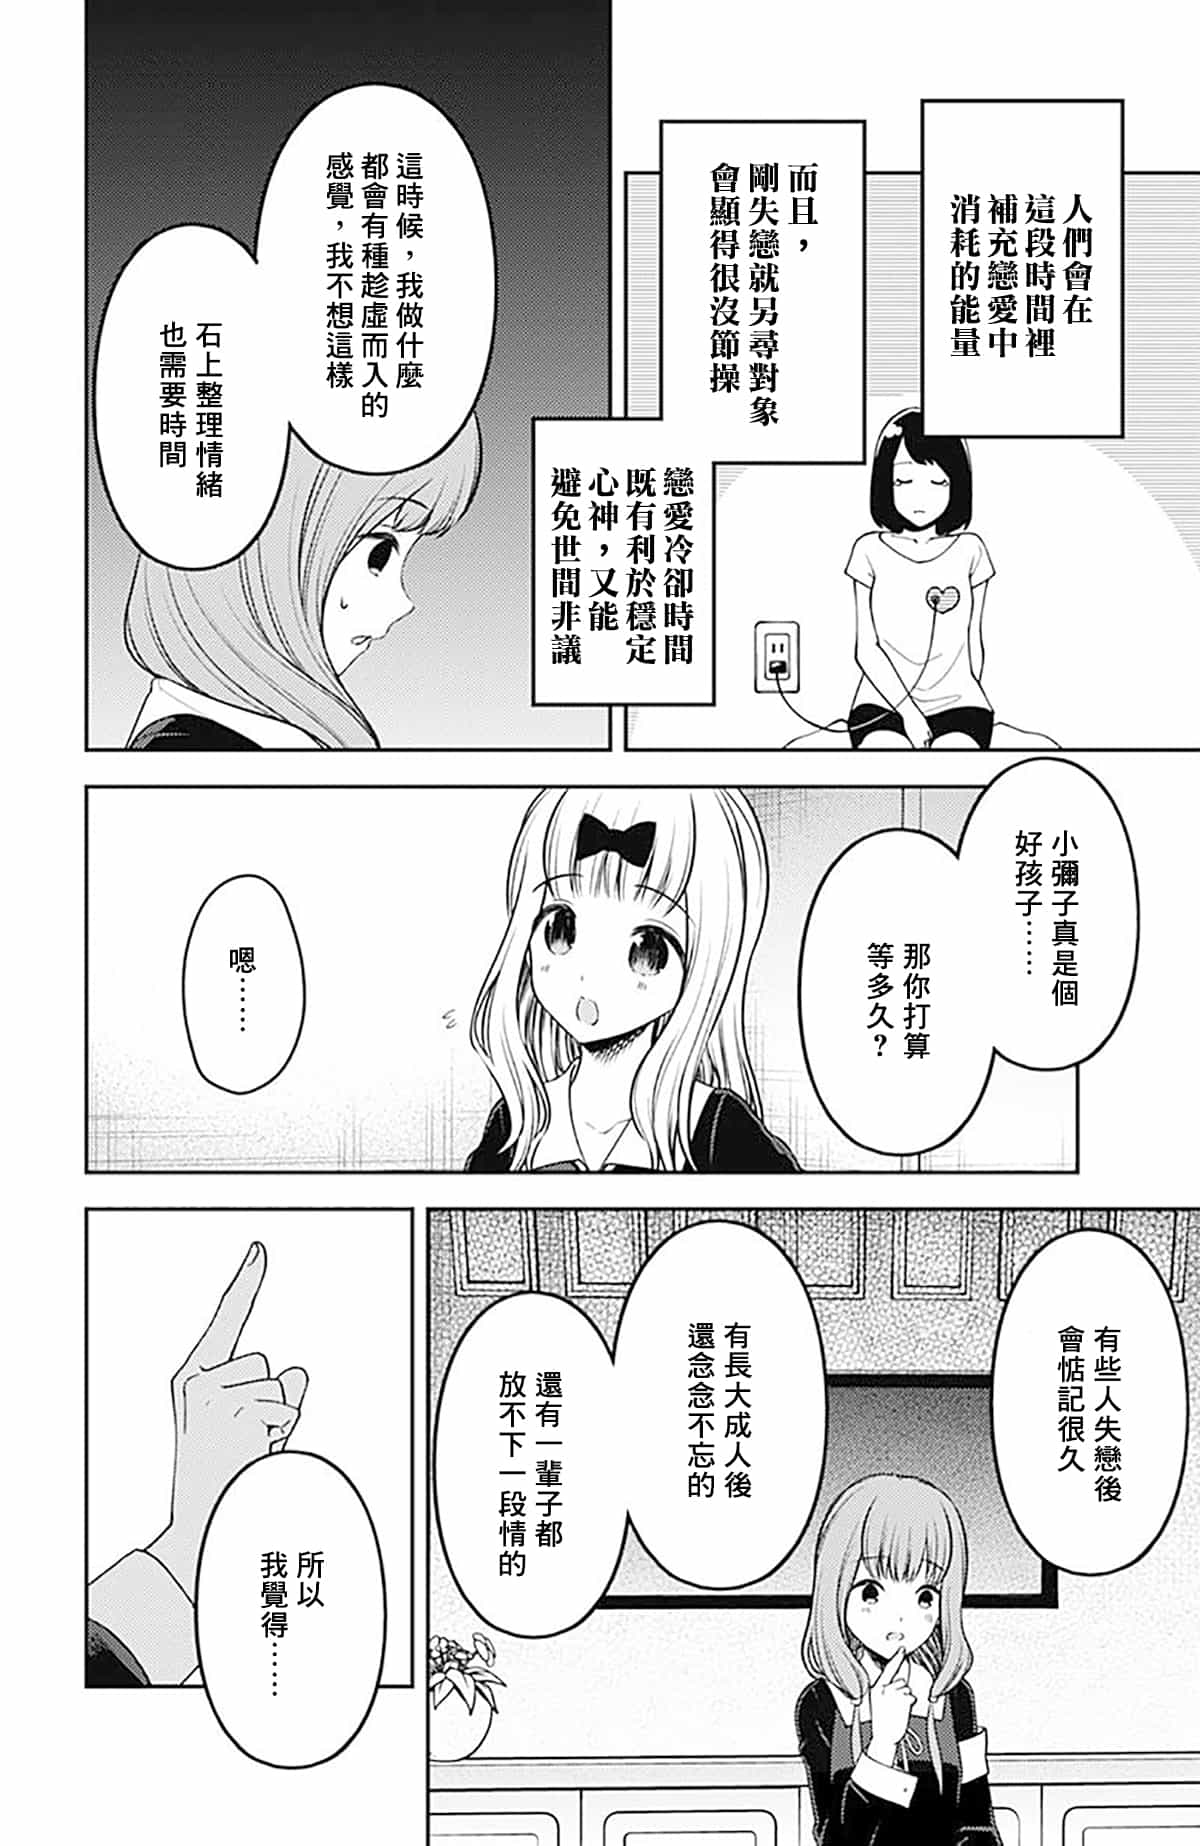 人們會在
這段時間裡
補充戀愛中
消耗的能量
而且，
剛失戀就另尋對象
會顯得很沒節操
戀愛冷卻時間
既有利於穩定
心神，又能
避免世間非議
這時候，我做什麼
都會有種趁虛而入的
感覺，我不想這樣
石上整理情緒
也需要時間
小彌子真是個
好孩子……
那你打算
等多久？
嗯……
有些人失戀後
會惦記很久
有長大成人後
還念念不忘的
還有一輩子都
放不下一段情的
所以
我覺得……